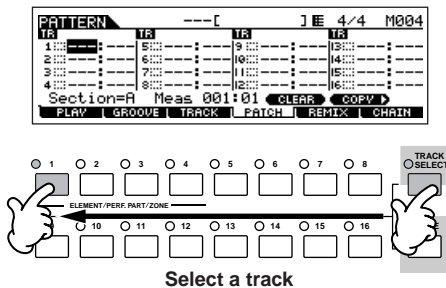 PATTERN ---[ ] 4/4 M004
TR TR TR TR
1 ---: --- 5 ---: --- 9 ---: --- 13 ---: ---
2 ---: --- 6 ---: --- 10 ---: --- 14 ---: ---
3 ---: --- 7 ---: --- 11 ---: --- 15 ---: ---
4 ---: --- 8 ---: --- 12 ---: --- 16 ---: ---
Section=A Meas 001:01 CLEAR COPY
PLAY GROOVE TRACK PATCH REMIX CHAIN
1 2 3 4 5 6 7 8 TRACK SELECT
ELEMENT/PERF. PART/ZONE
10 11 12 13 14 15 16
Select a track